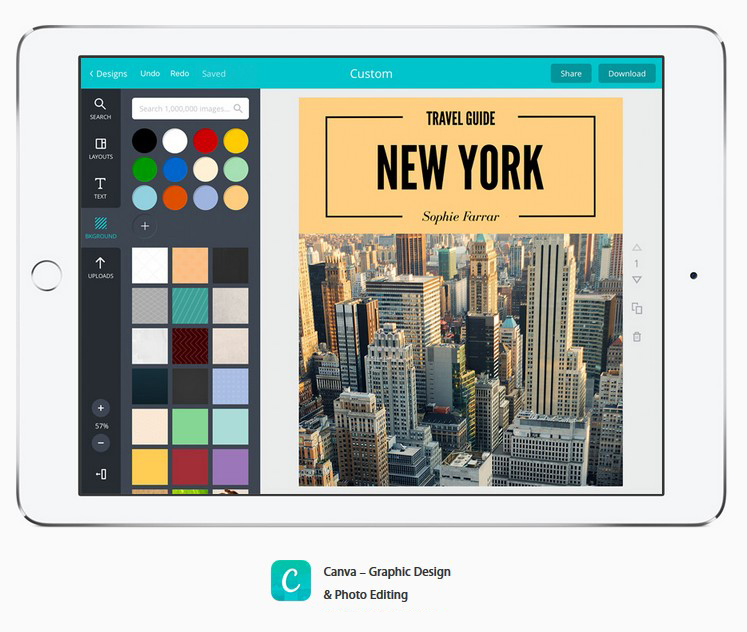 ‹ Designs Undo Redo Saved Custom Share Download
SEARCH
Search 1,000,000 images...
LAYOUTS
TEXT
BKGROUND
UPLOADS
+
57%
−
TRAVEL GUIDE
NEW YORK
Sophie Farrar
1
C
Canva – Graphic Design
& Photo Editing